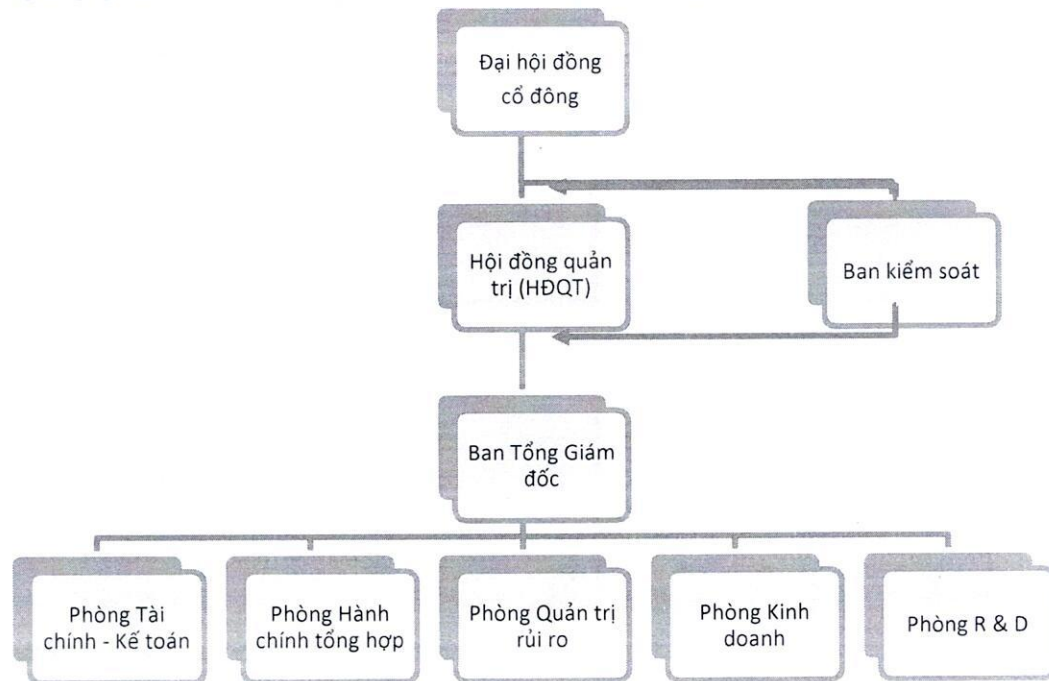 Đại hội đồng
cổ đông
Hội đồng quản
trị (HĐQT)
Ban kiểm soát
Ban Tổng Giám
đốc
Phòng Tài
chính - Kế toán
Phòng Hành
chính tổng hợp
Phòng Quản trị
rủi ro
Phòng Kinh
doanh
Phòng R & D